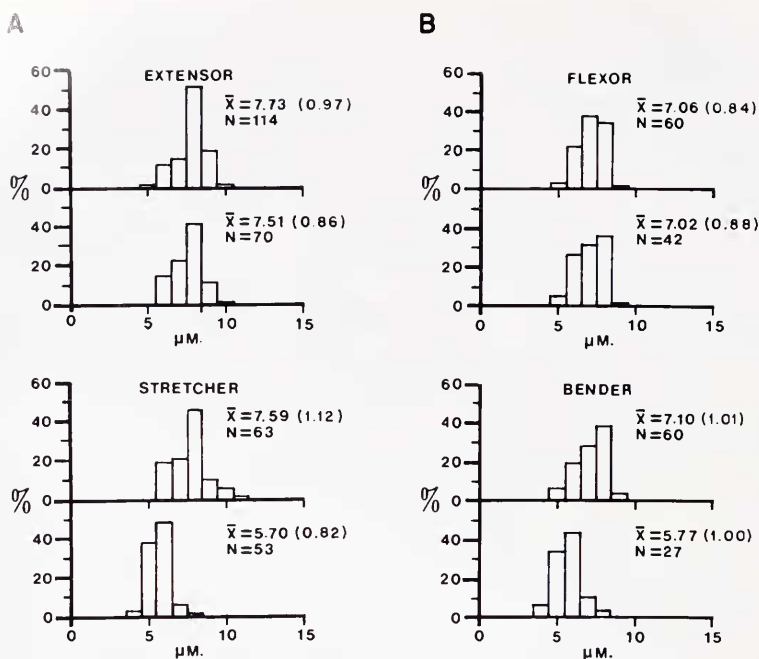 A
EXTENSOR
60
40
20
0
%
X̄=7.73 (0.97)
N=114
40
20
0
X̄=7.51 (0.86)
N=70
0 5 10 15
µM.
STRETCHER
60
40
20
0
%
X̄=7.59 (1.12)
N=63
40
20
0
X̄=5.70 (0.82)
N=53
0 5 10 15
µM.
B
FLEXOR
60
40
20
0
%
X̄=7.06 (0.84)
N=60
40
20
0
X̄=7.02 (0.88)
N=42
0 5 10 15
µM.
BENDER
60
40
20
0
%
X̄=7.10 (1.01)
N=60
40
20
0
X̄=5.77 (1.00)
N=27
0 5 10 15
µM.